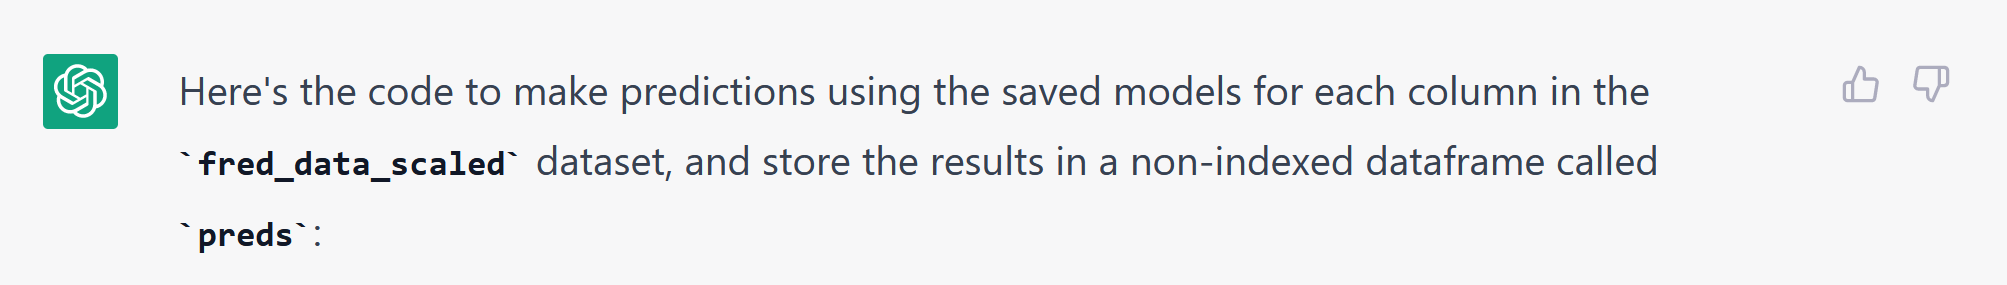 Here's the code to make predictions using the saved models for each column in the
`fred_data_scaled` dataset, and store the results in a non-indexed dataframe called
`preds`: